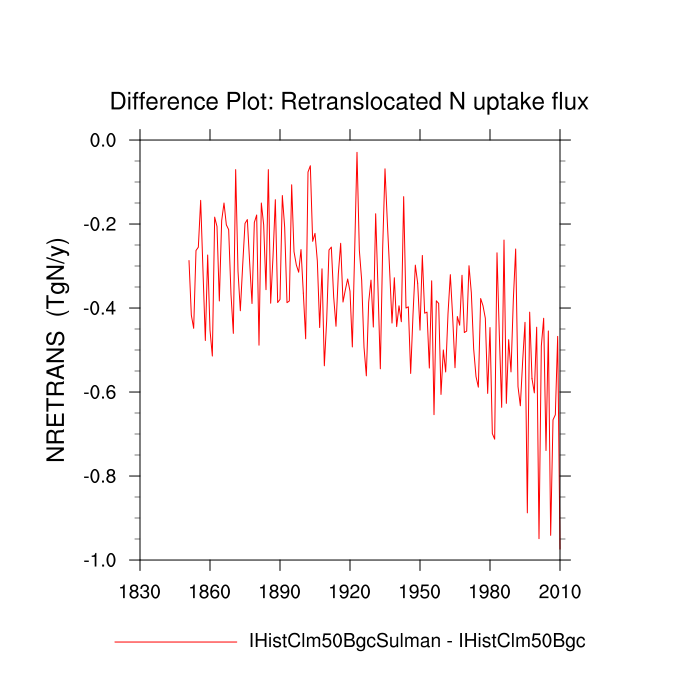 Difference Plot: Retranslocated N uptake flux
NRETRANS (TgN/y)
0.0
-0.2
-0.4
-0.6
-0.8
-1.0
1830 1860 1890 1920 1950 1980 2010
IHistClm50BgcSulman - IHistClm50Bgc